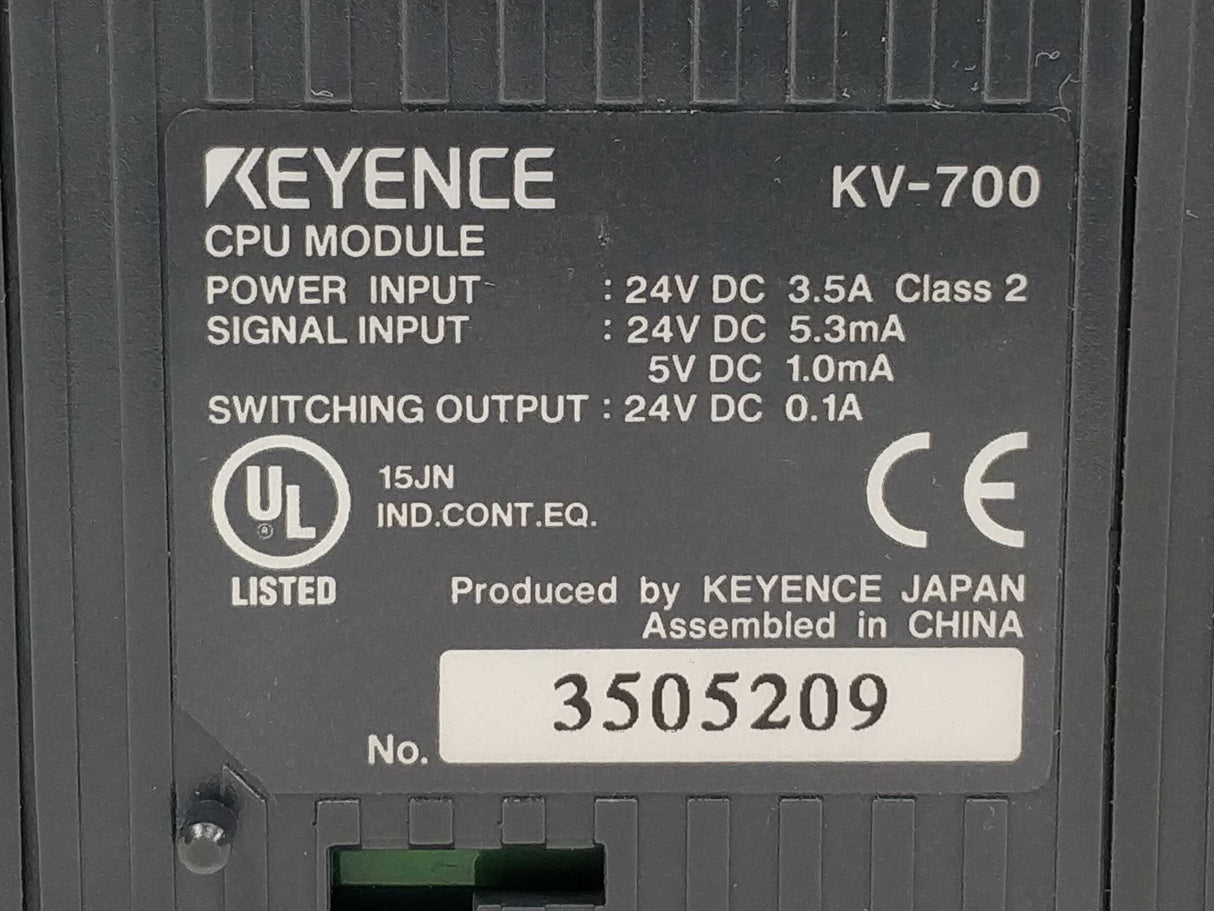 KEYENCE KV-700
CPU MODULE
POWER INPUT : 24V DC 3.5A Class 2
SIGNAL INPUT : 24V DC 5.3mA
5V DC 1.0mA
SWITCHING OUTPUT : 24V DC 0.1A
UL 15JN CE
IND.CONT.EQ.
LISTED
Produced by KEYENCE JAPAN
Assembled in CHINA
No. 3505209